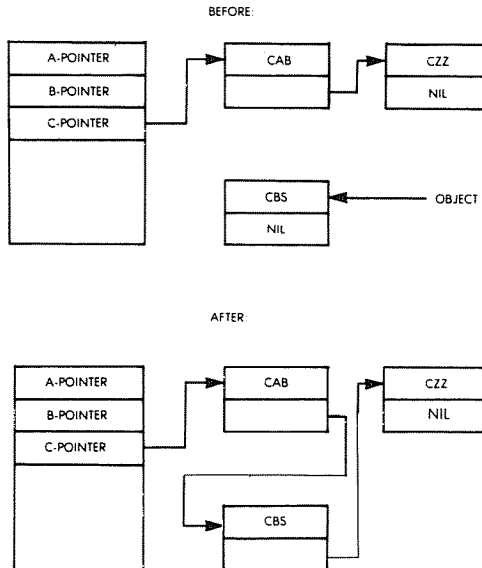 BEFORE:
A-POINTER
B-POINTER
C-POINTER
CAB
CZZ
NIL
CBS
NIL
OBJECT
AFTER:
A-POINTER
B-POINTER
C-POINTER
CAB
CZZ
NIL
CBS